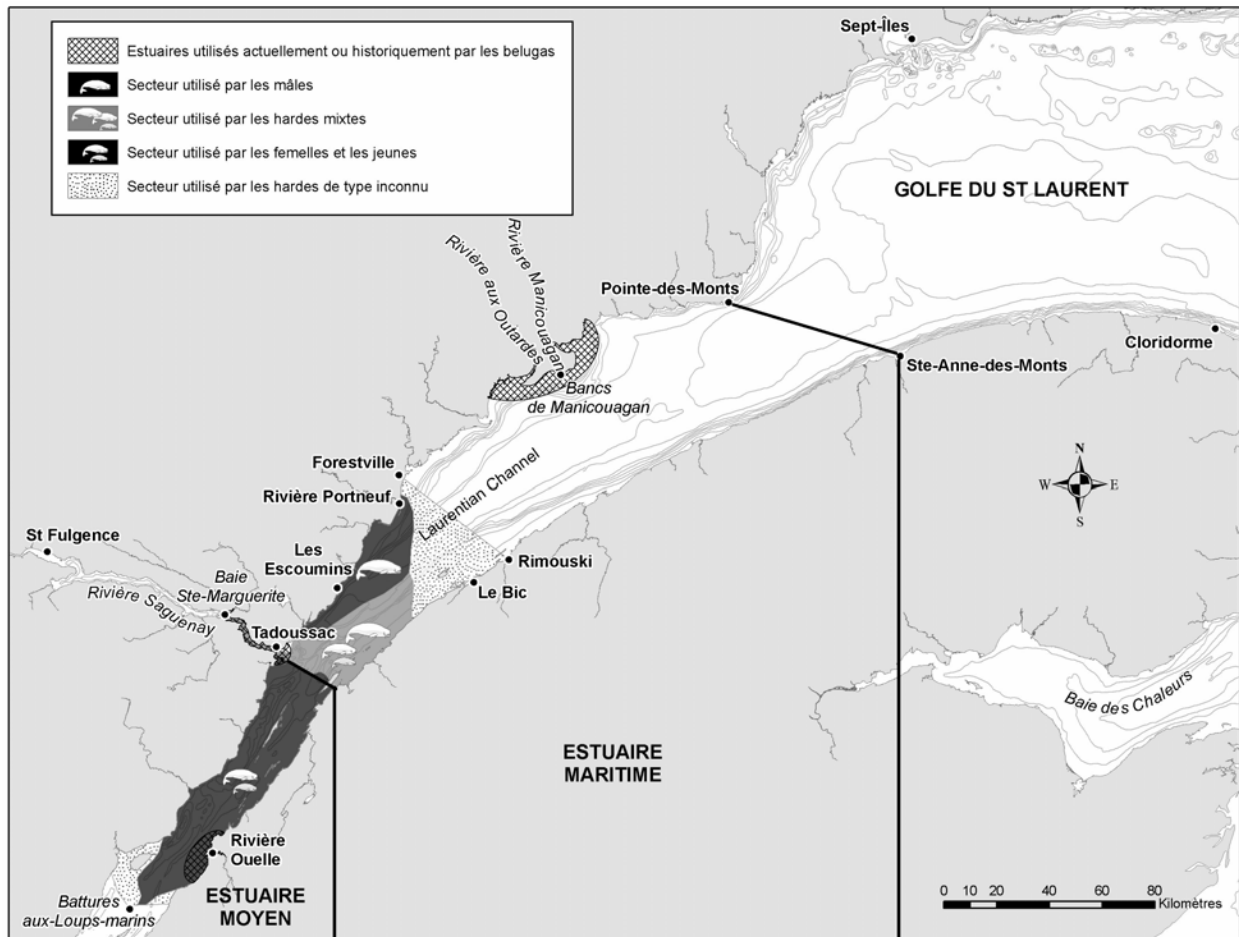 Estuaires utilisés actuellement ou historiquement par les belugas
Secteur utilisé par les mâles
Secteur utilisé par les hardes mixtes
Secteur utilisé par les femelles et les jeunes
Secteur utilisé par les hardes de type inconnu
Sept-Îles
GOLFE DU ST LAURENT
Rivière Manicouagan
Rivière aux Outardes
Pointe-des-Monts
Cloridorme
Ste-Anne-des-Monts
Bancs
de Manicouagan
Forestville
Laurentian Channel
Rivière Portneuf
N
W E
S
St Fulgence
Les
Escoumins
Rimouski
Baie
Ste-Marguerite
Le Bic
Rivière Saguenay
Tadoussac
Baie des Chaleurs
ESTUAIRE
MARITIME
Rivière
Ouelle
ESTUAIRE
MOYEN
Battures
aux-Loups-marins
0 10 20 40 60 80
Kilomètres